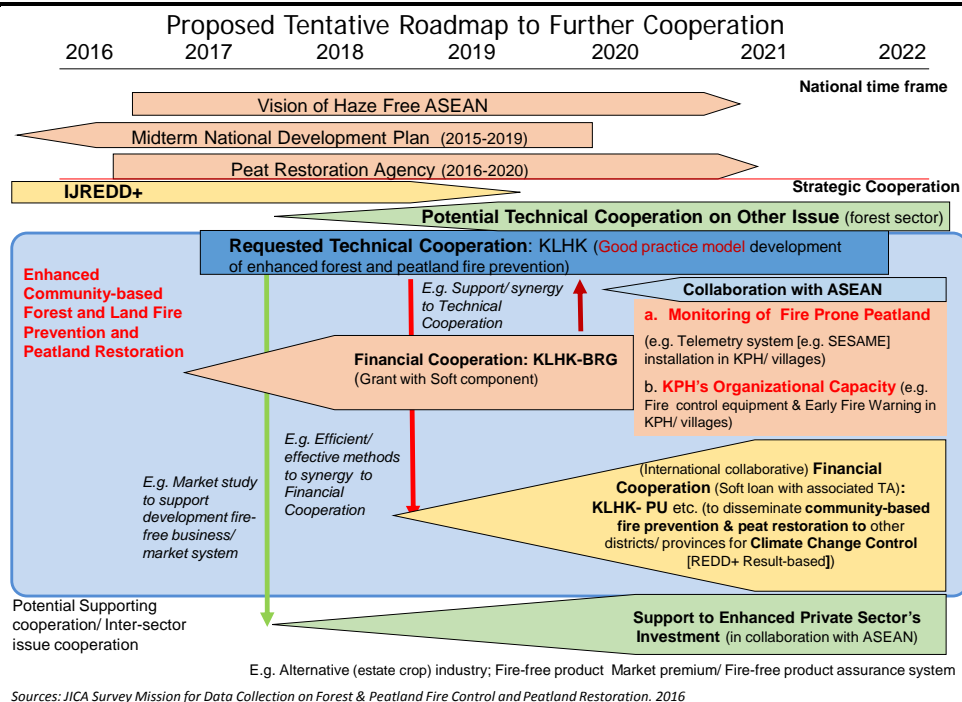 Proposed Tentative Roadmap to Further Cooperation
2016 2017 2018 2019 2020 2021 2022
National time frame
Vision of Haze Free ASEAN
Midterm National Development Plan (2015-2019)
Peat Restoration Agency (2016-2020)
IJREDD+
Strategic Cooperation
Potential Technical Cooperation on Other Issue (forest sector)
Requested Technical Cooperation: KLHK (Good practice model development
of enhanced forest and peatland fire prevention)
Enhanced
Community-based
Forest and Land Fire
Prevention and
Peatland Restoration
E.g. Support/ synergy
to Technical
Cooperation
Collaboration with ASEAN
a. Monitoring of Fire Prone Peatland
(e.g. Telemetry system [e.g. SESAME]
installation in KPH/ villages)
b. KPH's Organizational Capacity (e.g.
Fire control equipment & Early Fire Warning in
KPH/ villages)
Financial Cooperation: KLHK-BRG
(Grant with Soft component)
E.g. Efficient/
effective methods
to synergy to
Financial
Cooperation
E.g. Market study
to support
development fire-
free business/
market system
(International collaborative) Financial
Cooperation (Soft loan with associated TA):
KLHK- PU etc. (to disseminate community-based
fire prevention & peat restoration to other
districts/ provinces for Climate Change Control
[REDD+ Result-based])
Potential Supporting
cooperation/ Inter-sector
issue cooperation
Support to Enhanced Private Sector's
Investment (in collaboration with ASEAN)
E.g. Alternative (estate crop) industry; Fire-free product Market premium/ Fire-free product assurance system
Sources: JICA Survey Mission for Data Collection on Forest & Peatland Fire Control and Peatland Restoration. 2016